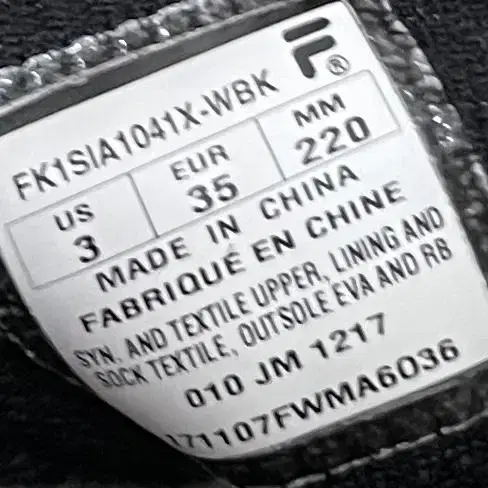 F®
FK1SIA1041X-WBK
US EUR MM
3 35 220
MADE IN CHINA
FABRIQUÉ EN CHINE
SYN. AND TEXTILE UPPER, LINING AND
SOCK TEXTILE, OUTSOLE EVA AND RB
010 JM 1217
171107FWMA6036